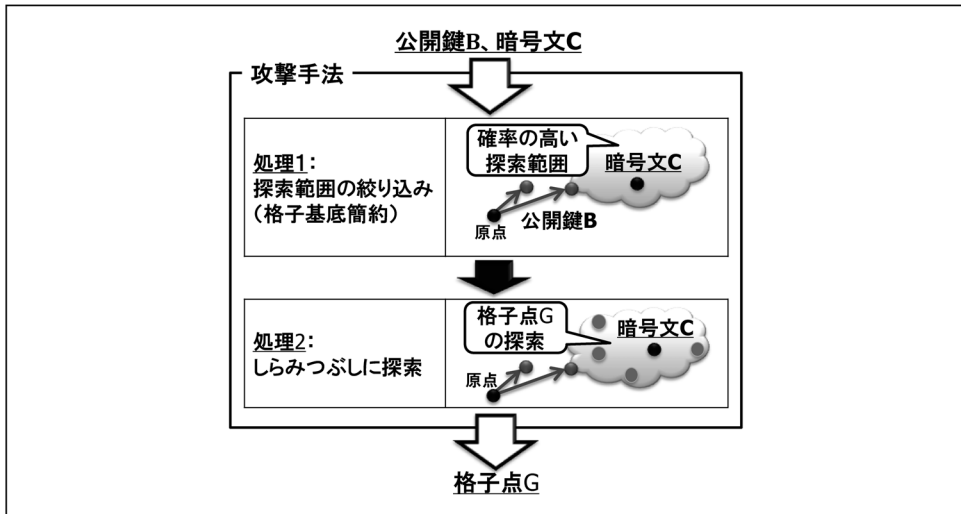 公開鍵B、暗号文C
攻撃手法
処理1:
探索範囲の絞り込み
(格子基底簡約)
確率の高い
探索範囲
暗号文C
公開鍵B
原点
処理2:
しらみつぶしに探索
格子点G
の探索
暗号文C
原点
格子点G